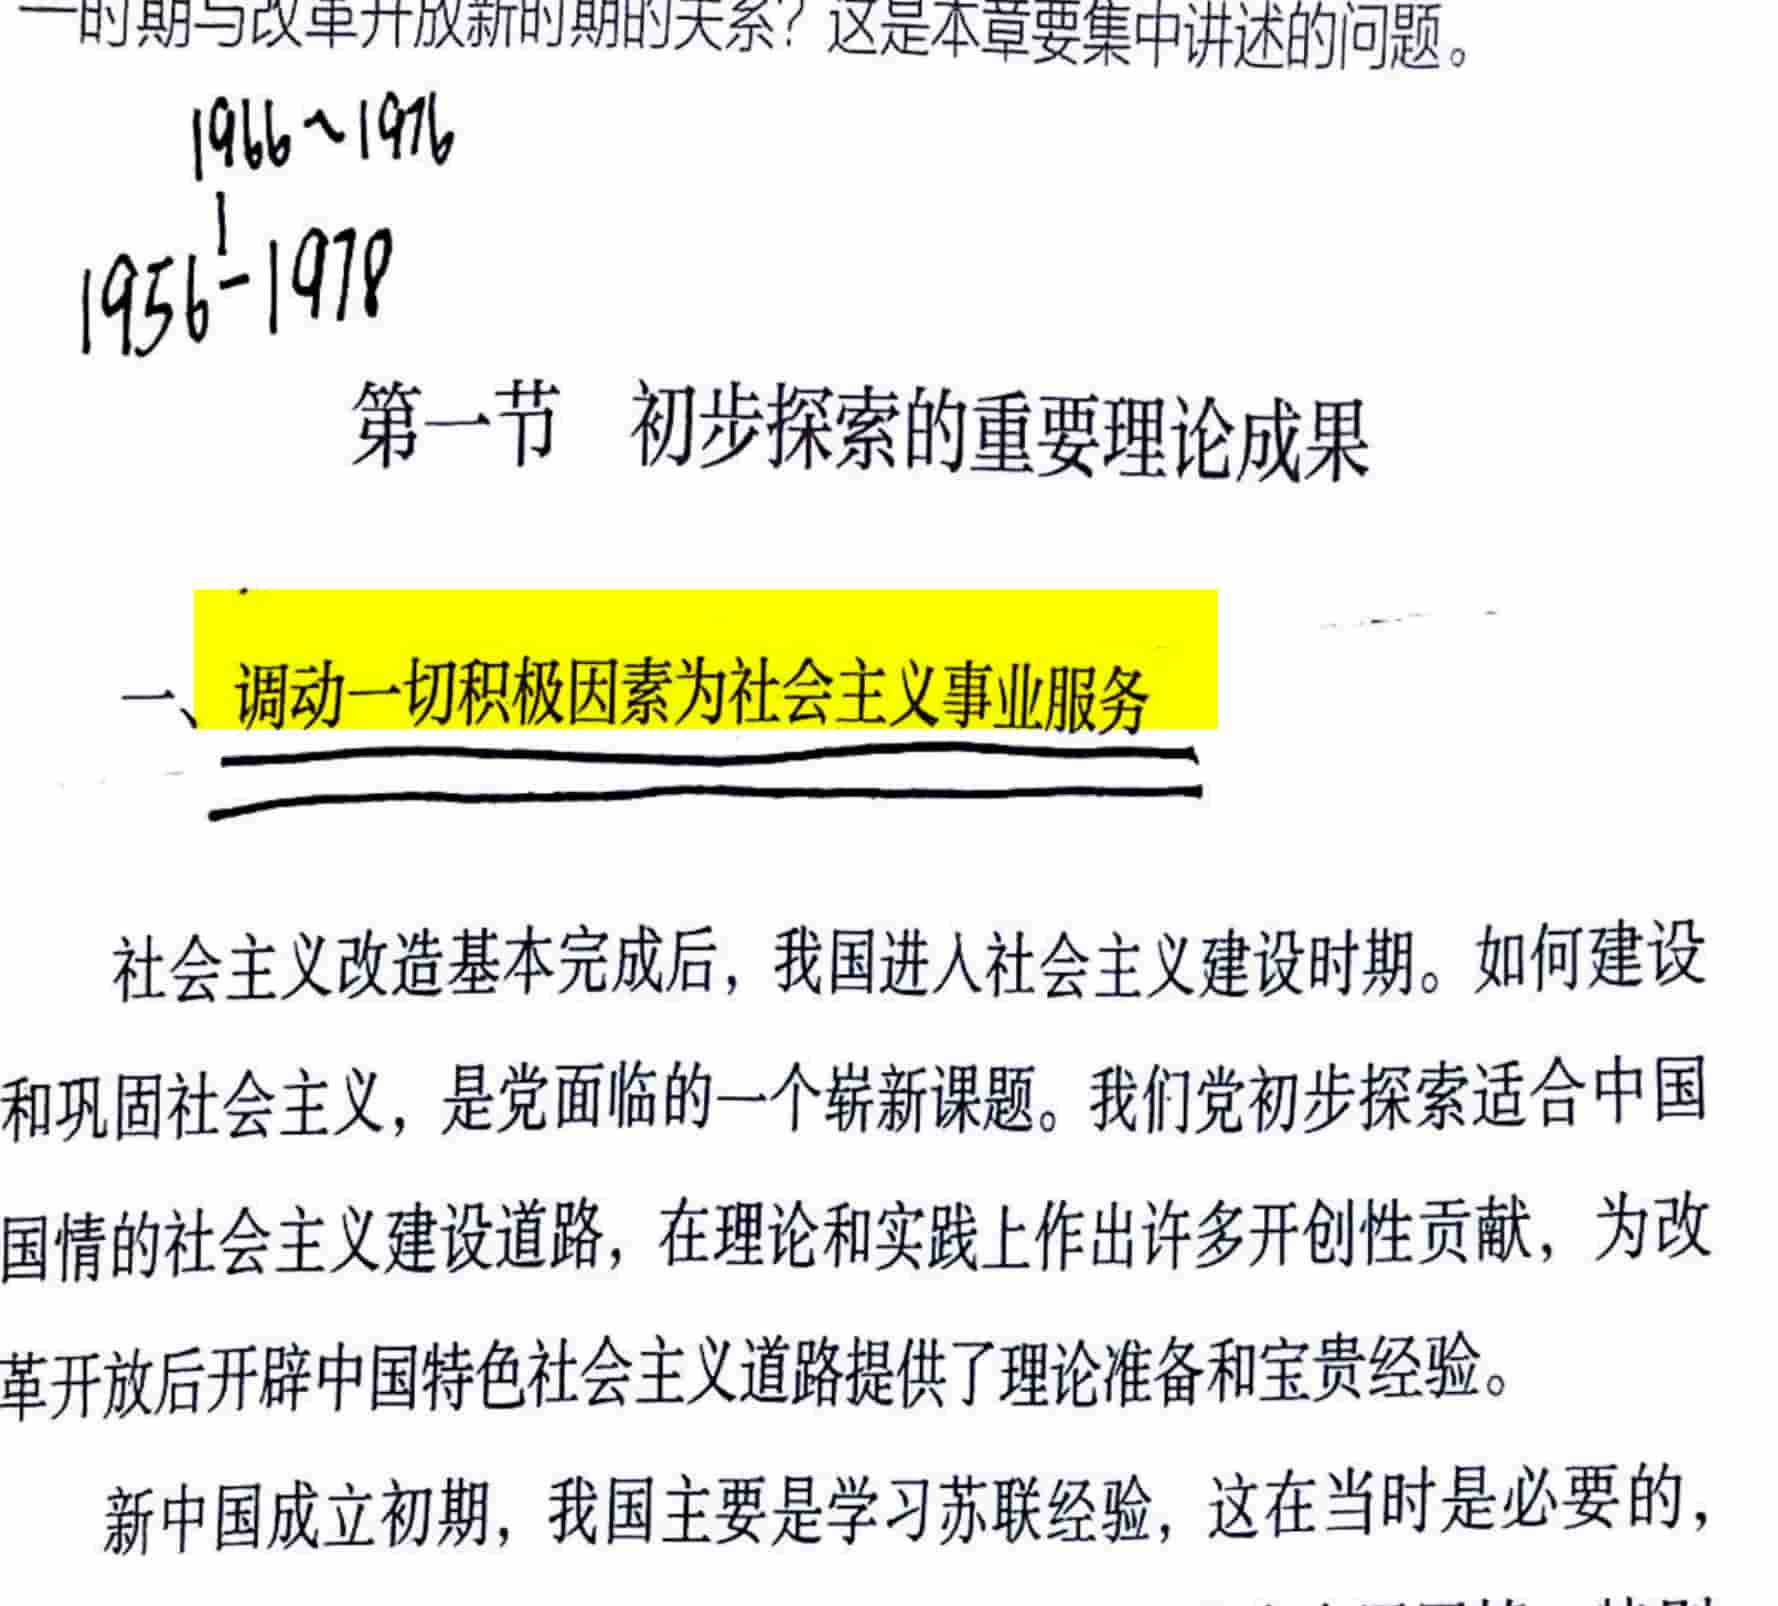 一时期与改革开放新时期的关系？这是本章要集中讲述的问题。
1966~1976
1956-1978
第一节 初步探索的重要理论成果
一、调动一切积极因素为社会主义事业服务
社会主义改造基本完成后，我国进入社会主义建设时期。如何建设
和巩固社会主义，是党面临的一个崭新课题。我们党初步探索适合中国
国情的社会主义建设道路，在理论和实践上作出许多开创性贡献，为改
革开放后开辟中国特色社会主义道路提供了理论准备和宝贵经验。
新中国成立初期，我国主要是学习苏联经验，这在当时是必要的，